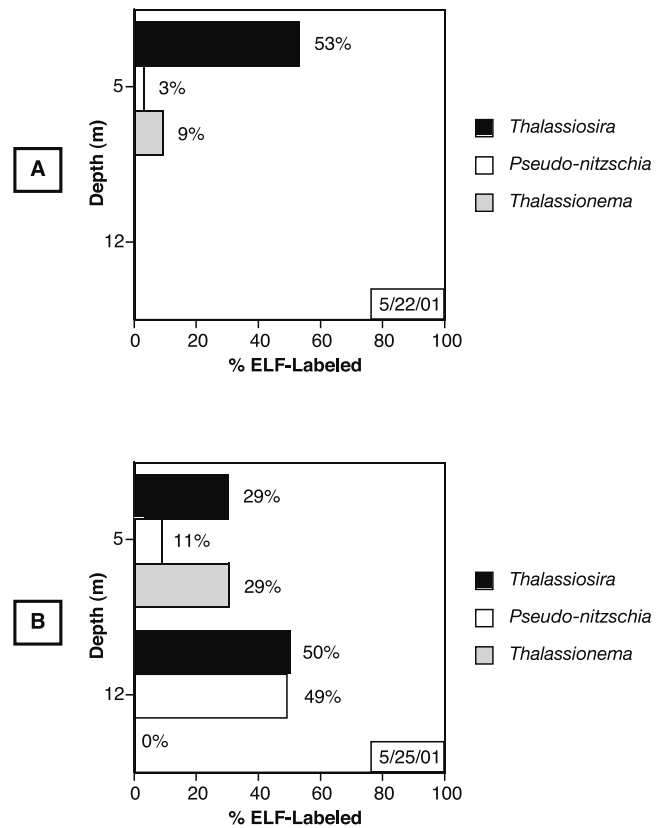 53%
5
3%
9%
A
Depth (m)
12
5/22/01
0 20 40 60 80 100
% ELF-Labeled
Thalassiosira
Pseudo-nitzschia
Thalassionema
29%
5
11%
29%
B
Depth (m)
50%
12
49%
0%
5/25/01
0 20 40 60 80 100
% ELF-Labeled
Thalassiosira
Pseudo-nitzschia
Thalassionema